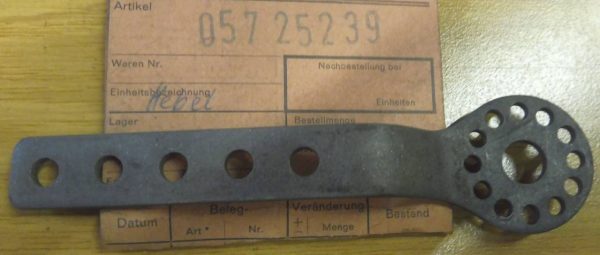 Artikel
057 25239
Waren Nr.
Nachbestellung bei
Einheitsbezeichnung
Hebel
Einheiten
Lager
Bestellmenge
Datum
Beleg-
Veränderung
Bestand
Art *
Nr.
+
−
Menge